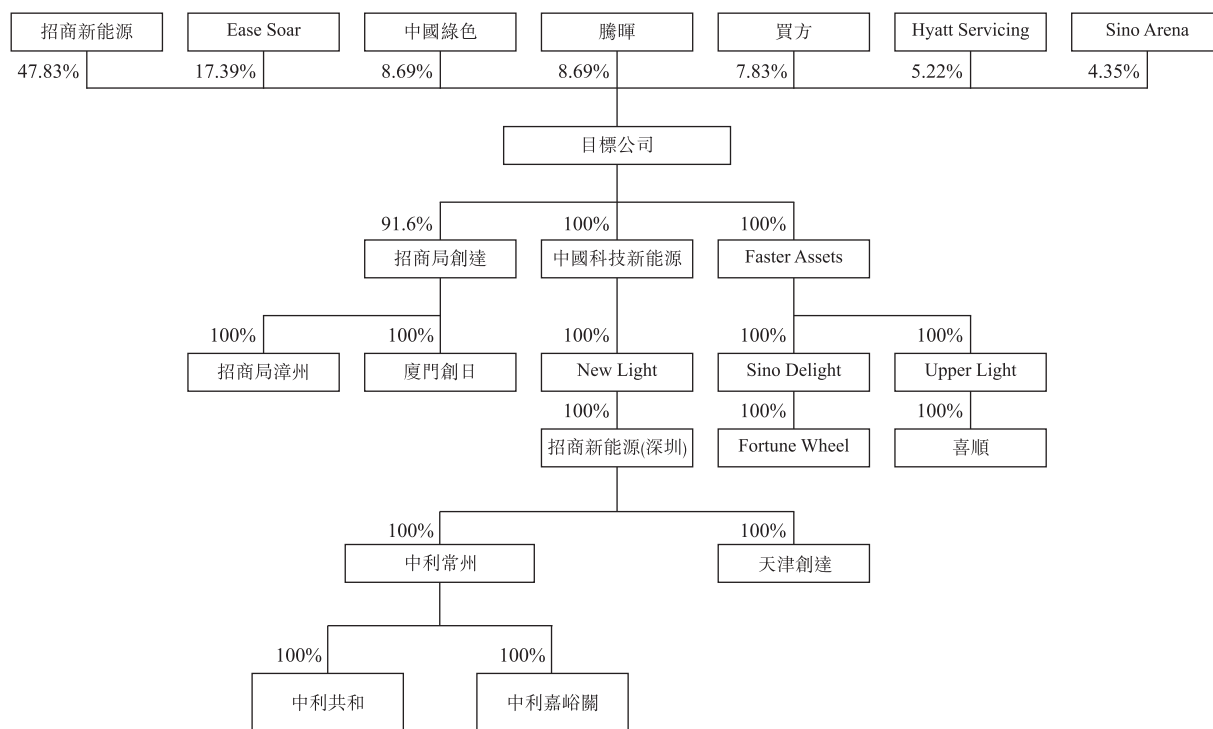 招商新能源
Ease Soar
中國綠色
騰暉
買方
Hyatt Servicing
Sino Arena
47.83%
17.39%
8.69%
8.69%
7.83%
5.22%
4.35%
目標公司
91.6%
100%
100%
招商局創達
中國科技新能源
Faster Assets
100%
100%
100%
100%
100%
招商局漳州
廈門創日
New Light
Sino Delight
Upper Light
100%
100%
100%
招商新能源(深圳)
Fortune Wheel
喜順
100%
100%
中利常州
天津創達
100%
100%
中利共和
中利嘉峪關